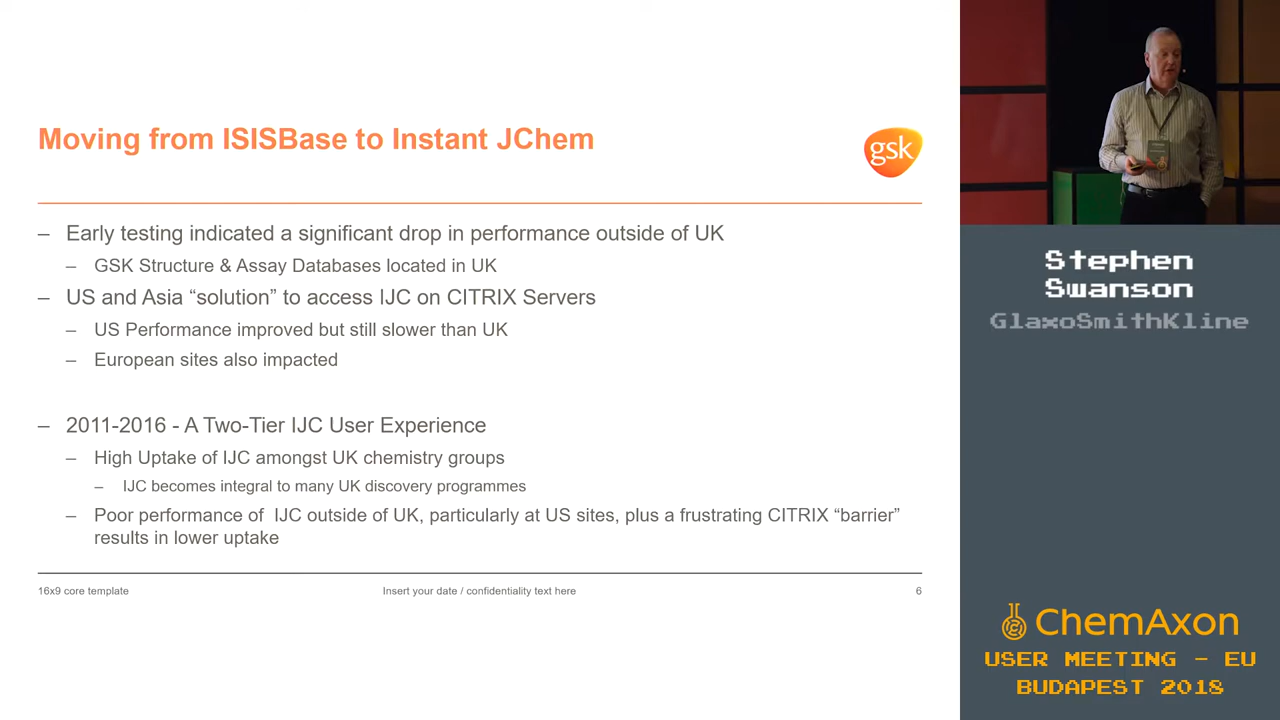 Moving from ISISBase to Instant JChem
gsk
– Early testing indicated a significant drop in performance outside of UK
– GSK Structure & Assay Databases located in UK
– US and Asia “solution” to access IJC on CITRIX Servers
– US Performance improved but still slower than UK
– European sites also impacted
– 2011-2016 - A Two-Tier IJC User Experience
– High Uptake of IJC amongst UK chemistry groups
– IJC becomes integral to many UK discovery programmes
– Poor performance of IJC outside of UK, particularly at US sites, plus a frustrating CITRIX “barrier”
results in lower uptake
16x9 core template
Insert your date / confidentiality text here
6
Stephen
Swanson
GlaxoSmithKline
ChemAxon
USER MEETING - EU
BUDAPEST 2018